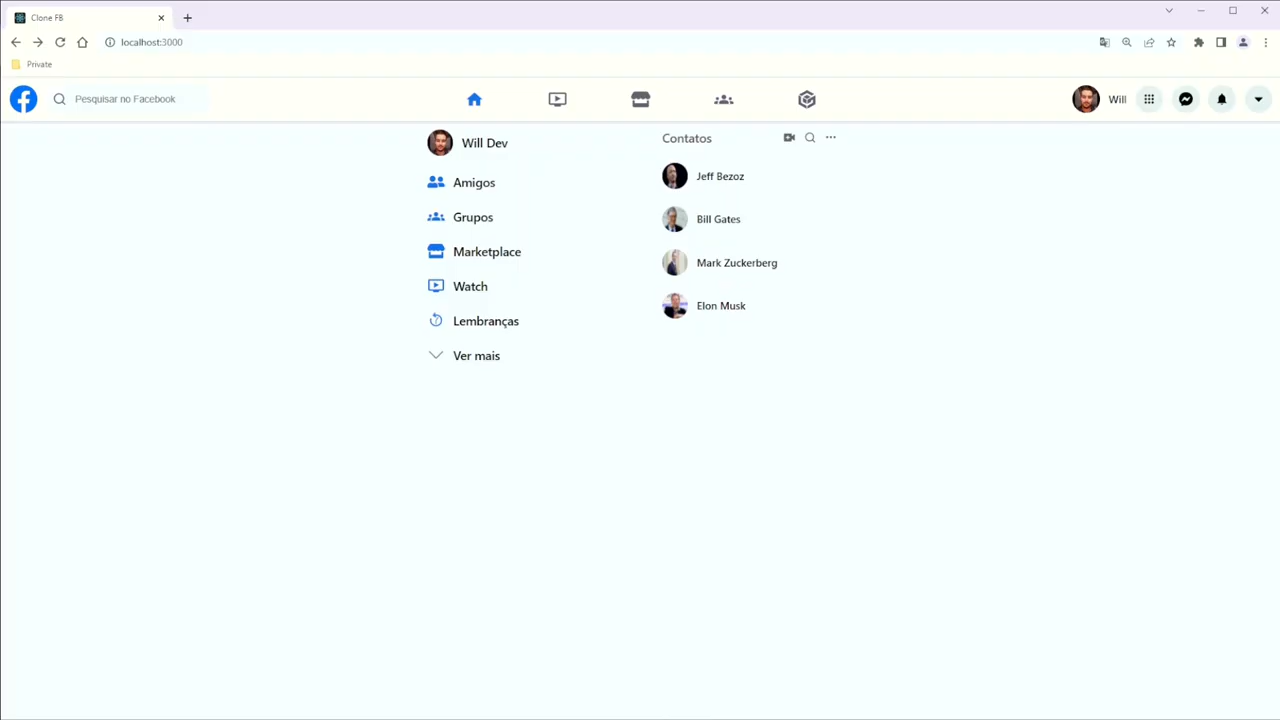 Clone FB
localhost:3000
Private
Pesquisar no Facebook
Will
Will Dev
Amigos
Grupos
Marketplace
Watch
Lembranças
Ver mais
Contatos
Jeff Bezoz
Bill Gates
Mark Zuckerberg
Elon Musk